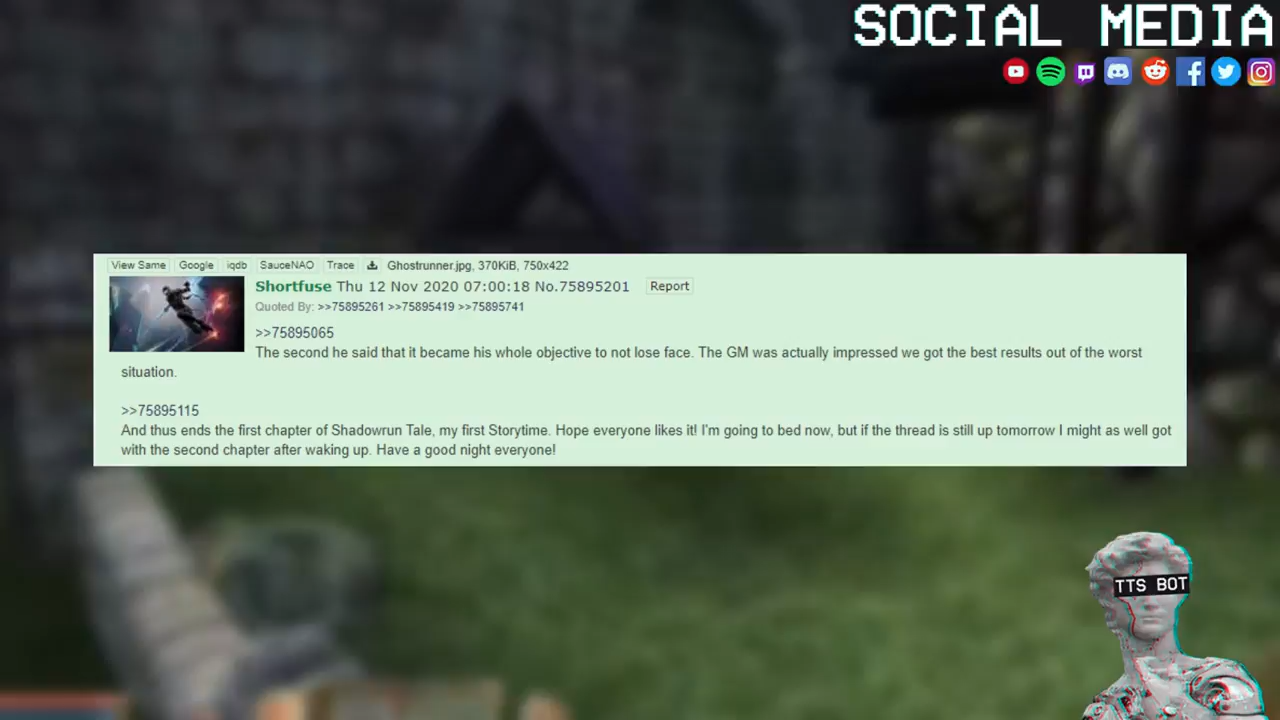 SOCIAL MEDIA
View Same Google iqdb SauceNAO Trace Ghostrunner.jpg, 370KiB, 750x422
Shortfuse Thu 12 Nov 2020 07:00:18 No.75895201 Report
Quoted By: >>75895261 >>75895419 >>75895741
>>75895065
The second he said that it became his whole objective to not lose face. The GM was actually impressed we got the best results out of the worst
situation.
>>75895115
And thus ends the first chapter of Shadowrun Tale, my first Storytime. Hope everyone likes it! I'm going to bed now, but if the thread is still up tomorrow I might as well got
with the second chapter after waking up. Have a good night everyone!
TTS BOT